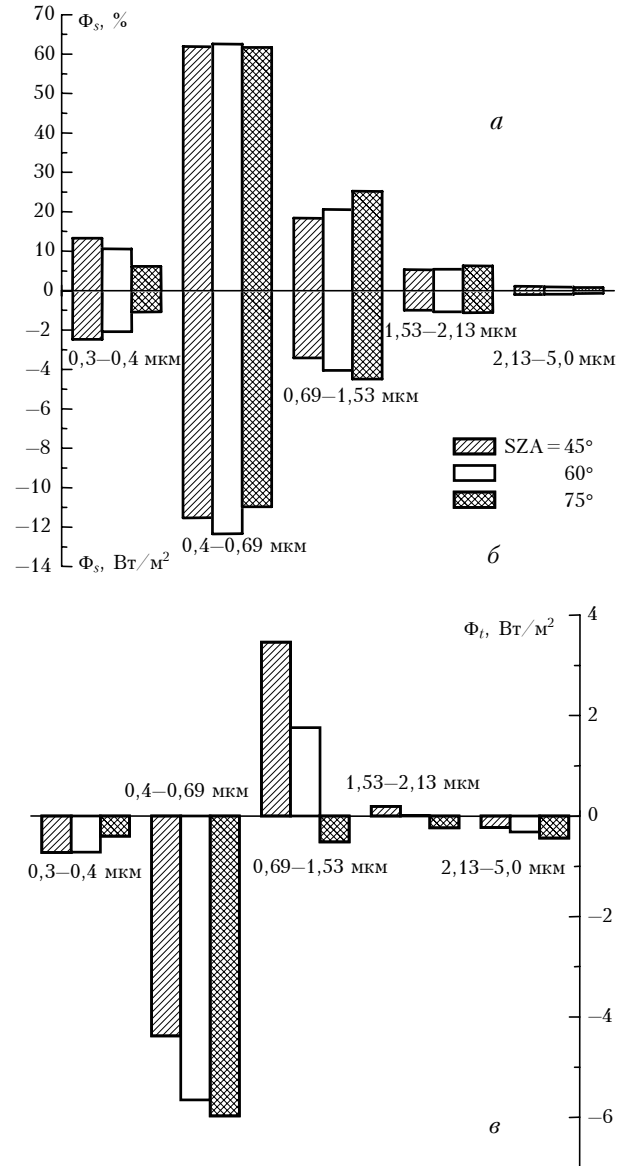 70
Φs, %
60
50
а
40
30
20
10
0
−2
1,53−2,13 мкм
0,3−0,4 мкм
2,13−5,0 мкм
−4
0,69−1,53 мкм
−6
−8
SZA = 45°
60°
−10
75°
−12
0,4−0,69 мкм
−14
Φs, Вт/м²
б
4
Φt, Вт/м²
2
1,53−2,13 мкм
0,4−0,69 мкм
0
0,3−0,4 мкм
0,69−1,53 мкм
2,13−5,0 мкм
−2
−4
−6
в